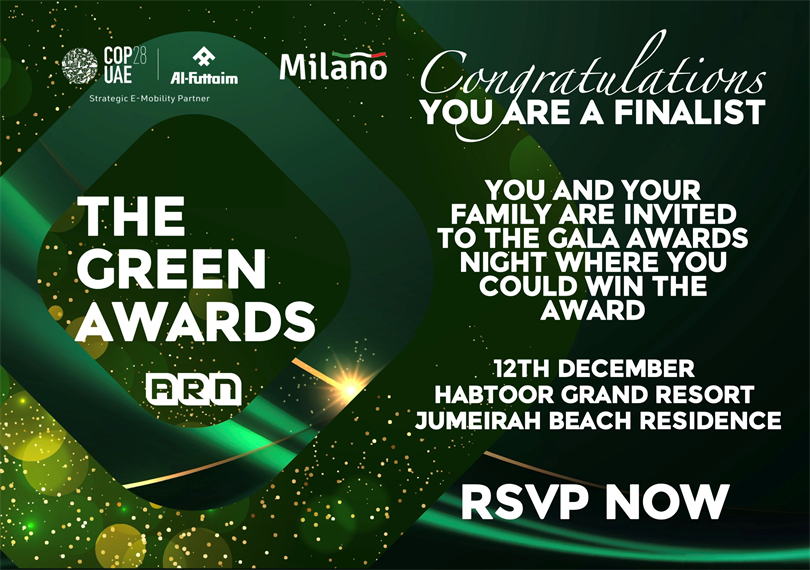 COP28
UAE
Al-Futtaim
Strategic E-Mobility Partner
Milano
THE
GREEN
AWARDS
ARN
Congratulations
YOU ARE A FINALIST
YOU AND YOUR
FAMILY ARE INVITED
TO THE GALA AWARDS
NIGHT WHERE YOU
COULD WIN THE
AWARD
12TH DECEMBER
HABTOOR GRAND RESORT
JUMEIRAH BEACH RESIDENCE
RSVP NOW